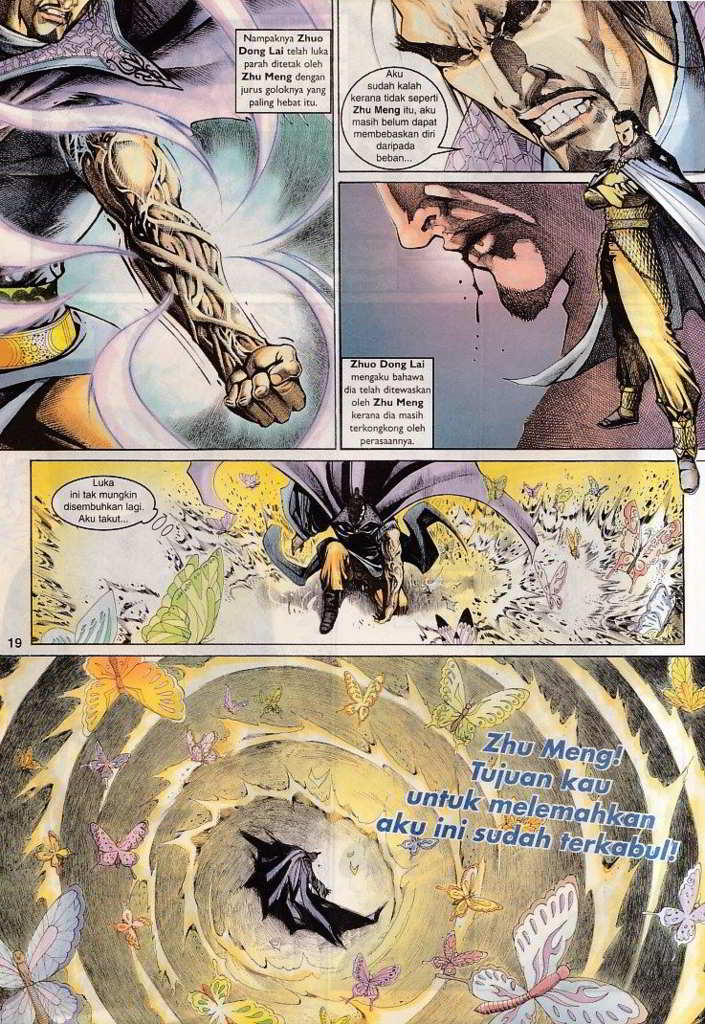 Nampaknya Zhuo
Dong Lai telah luka
parah ditetak oleh
Zhu Meng dengan
jurus goloknya yang
paling hebat itu.
Aku
sudah kalah
kerana tidak seperti
Zhu Meng itu, aku
masih belum dapat
membebaskan diri
daripada
beban...
Zhuo Dong Lai
mengaku bahawa
dia telah ditewaskan
oleh Zhu Meng
kerana dia masih
terkongkong oleh
perasaannya.
Luka
ini tak mungkin
disembuhkan lagi.
Aku takut...
19
Zhu Meng!
Tujuan kau
untuk melemahkan
aku ini sudah terkabul!